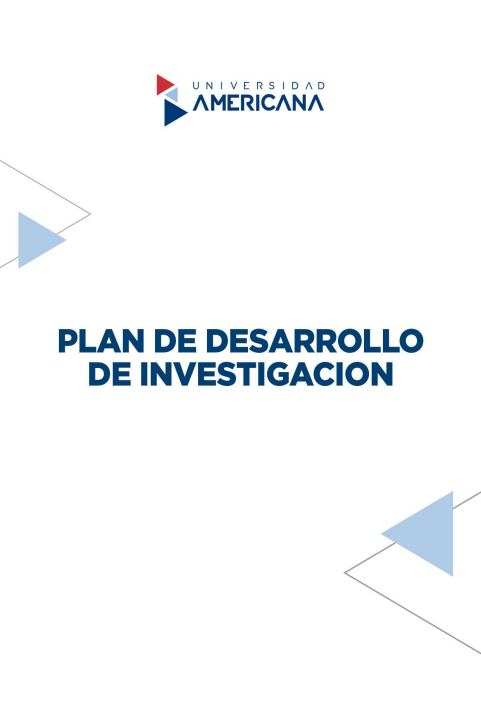 UNIVERSIDAD
AMERICANA
PLAN DE DESARROLLO
DE INVESTIGACION